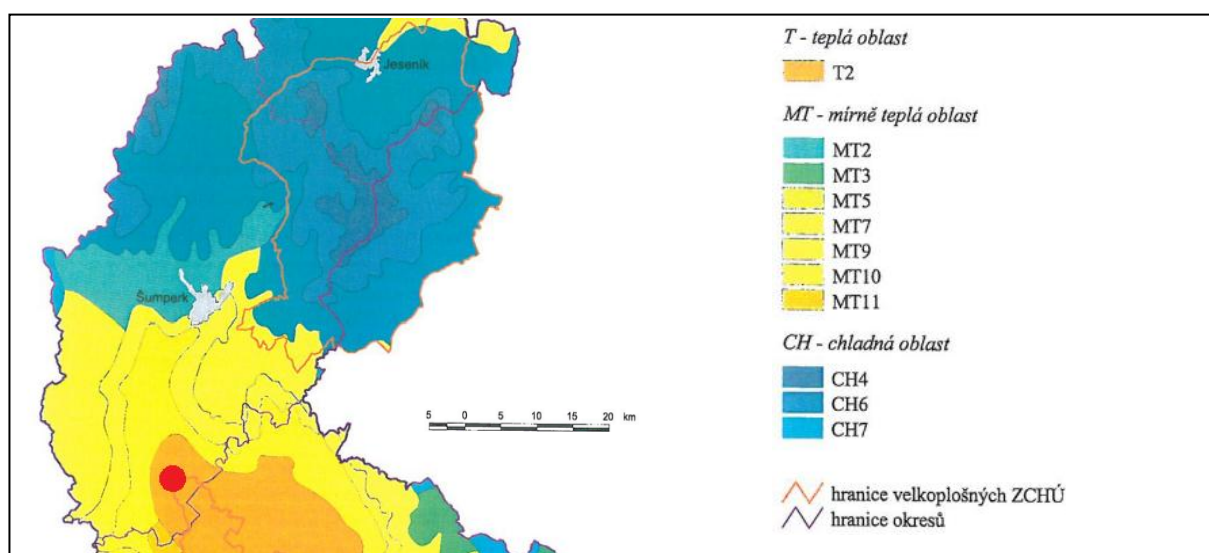 Jeseník
Šumperk
5 0 5 10 15 20 km
T - teplá oblast
T2
MT - mírně teplá oblast
MT2
MT3
MT5
MT7
MT9
MT10
MT11
CH - chladná oblast
CH4
CH6
CH7
hranice velkoplošných ZCHÚ
hranice okresů